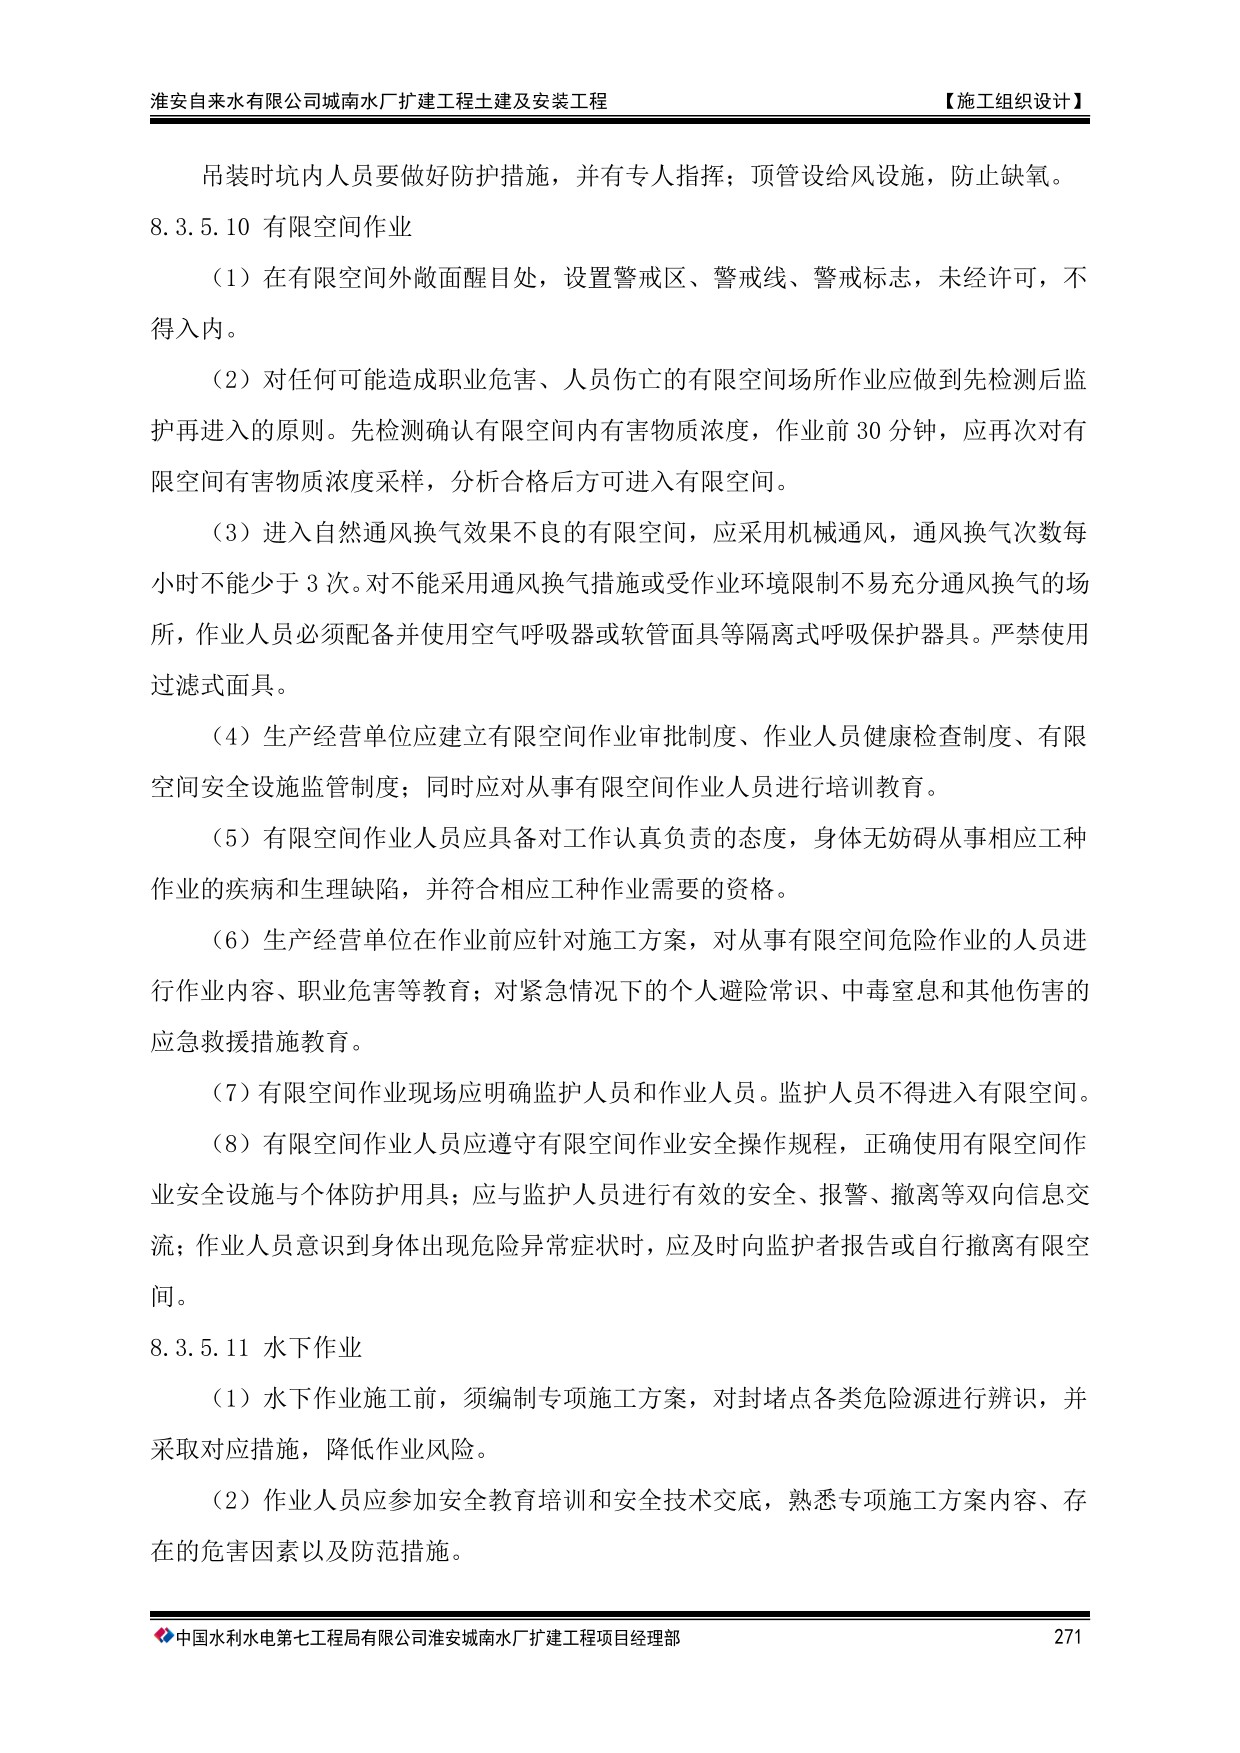 淮安自来水有限公司城南水厂扩建工程土建及安装工程 【施工组织设计】
吊装时坑内人员要做好防护措施，并有专人指挥；顶管设给风设施，防止缺氧。
8.3.5.10 有限空间作业
（1）在有限空间外敞面醒目处，设置警戒区、警戒线、警戒标志，未经许可，不
得入内。
（2）对任何可能造成职业危害、人员伤亡的有限空间场所作业应做到先检测后监
护再进入的原则。先检测确认有限空间内有害物质浓度，作业前 30 分钟，应再次对有
限空间有害物质浓度采样，分析合格后方可进入有限空间。
（3）进入自然通风换气效果不良的有限空间，应采用机械通风，通风换气次数每
小时不能少于 3 次。对不能采用通风换气措施或受作业环境限制不易充分通风换气的场
所，作业人员必须配备并使用空气呼吸器或软管面具等隔离式呼吸保护器具。严禁使用
过滤式面具。
（4）生产经营单位应建立有限空间作业审批制度、作业人员健康检查制度、有限
空间安全设施监管制度；同时应对从事有限空间作业人员进行培训教育。
（5）有限空间作业人员应具备对工作认真负责的态度，身体无妨碍从事相应工种
作业的疾病和生理缺陷，并符合相应工种作业需要的资格。
（6）生产经营单位在作业前应针对施工方案，对从事有限空间危险作业的人员进
行作业内容、职业危害等教育；对紧急情况下的个人避险常识、中毒窒息和其他伤害的
应急救援措施教育。
（7）有限空间作业现场应明确监护人员和作业人员。监护人员不得进入有限空间。
（8）有限空间作业人员应遵守有限空间作业安全操作规程，正确使用有限空间作
业安全设施与个体防护用具；应与监护人员进行有效的安全、报警、撤离等双向信息交
流；作业人员意识到身体出现危险异常症状时，应及时向监护者报告或自行撤离有限空
间。
8.3.5.11 水下作业
（1）水下作业施工前，须编制专项施工方案，对封堵点各类危险源进行辨识，并
采取对应措施，降低作业风险。
（2）作业人员应参加安全教育培训和安全技术交底，熟悉专项施工方案内容、存
在的危害因素以及防范措施。
中国水利水电第七工程局有限公司淮安城南水厂扩建工程项目经理部 271